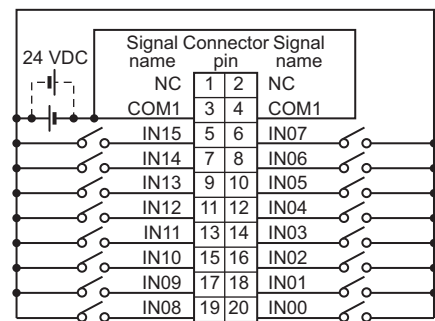 24 VDC
Signal Connector Signal
name pin name
NC 1 2 NC
COM1 3 4 COM1
IN15 5 6 IN07
IN14 7 8 IN06
IN13 9 10 IN05
IN12 11 12 IN04
IN11 13 14 IN03
IN10 15 16 IN02
IN09 17 18 IN01
IN08 19 20 IN00